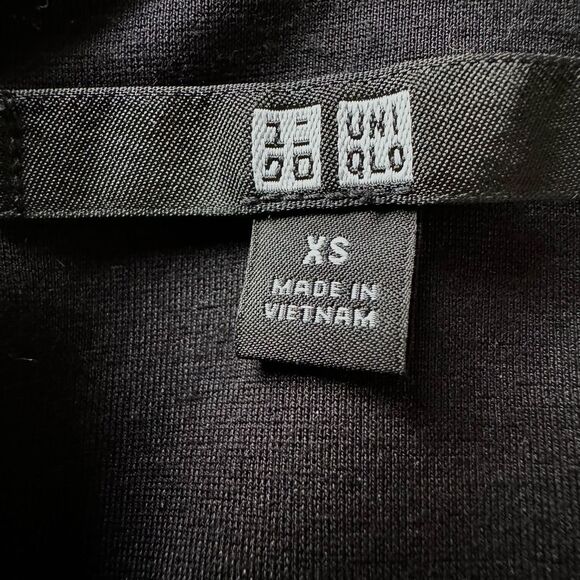 ユニ
クロ
UNI
QLO
XS
MADE IN
VIETNAM